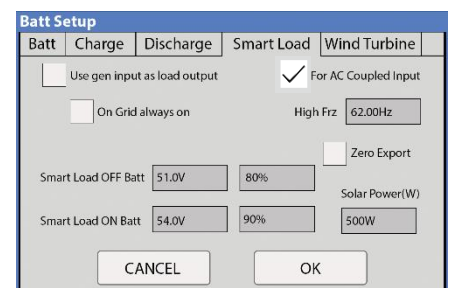 Batt Setup
Batt Charge Discharge Smart Load Wind Turbine
Use gen input as load output For AC Coupled Input
On Grid always on High Frz 62.00Hz
Zero Export
Smart Load OFF Batt 51.0V 80%
Solar Power(W)
Smart Load ON Batt 54.0V 90% 500W
CANCEL OK